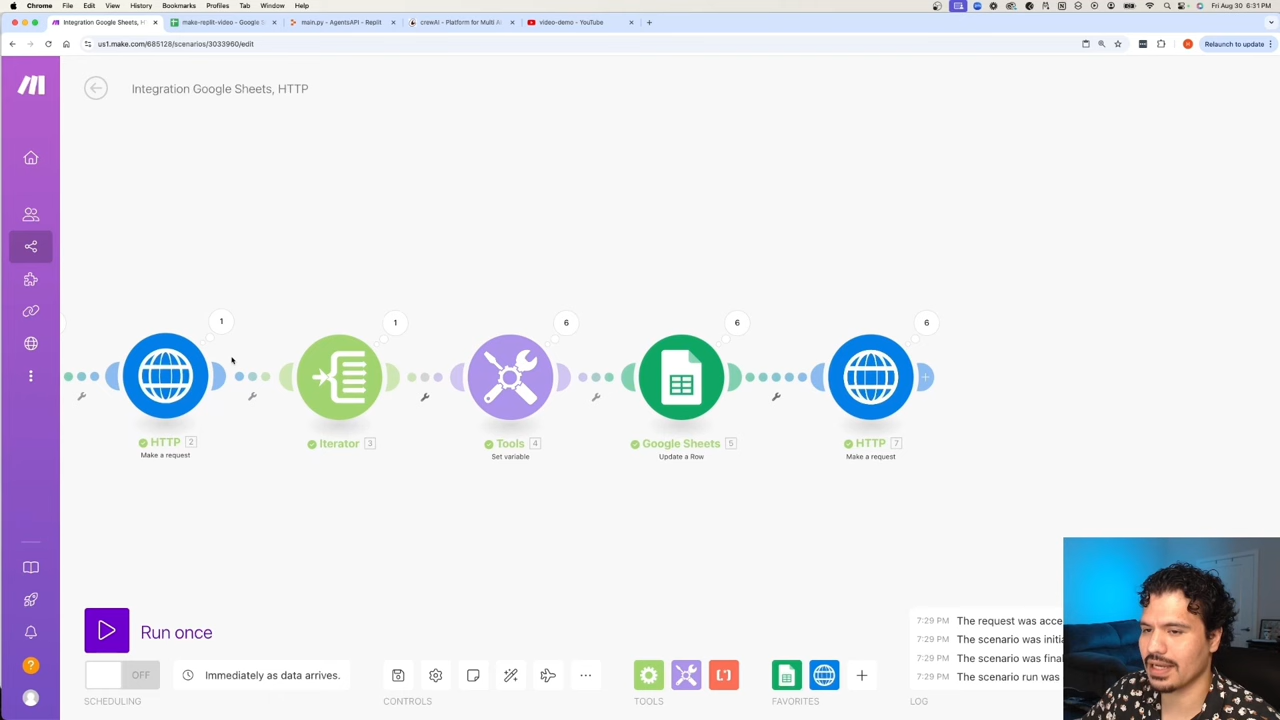 Chrome File Edit View History Bookmarks Profiles Tab Window Help Fri Aug 30 6:31 PM
Integration Google Sheets, H
make-replit-video - Google S
main.py - AgentsAPI - Replit
crewAI - Platform for Multi A
video-demo - YouTube
us1.make.com/685128/scenarios/3033960/edit
Relaunch to update
Integration Google Sheets, HTTP
1
1
6
6
6
HTTP 2
Make a request
Iterator 3
Tools 4
Set variable
Google Sheets 5
Update a Row
HTTP 7
Make a request
Run once
OFF
Immediately as data arrives.
SCHEDULING
CONTROLS
TOOLS
FAVORITES
LOG
7:29 PM The request was acce
7:29 PM The scenario was initi
7:29 PM The scenario was final
7:29 PM The scenario run was